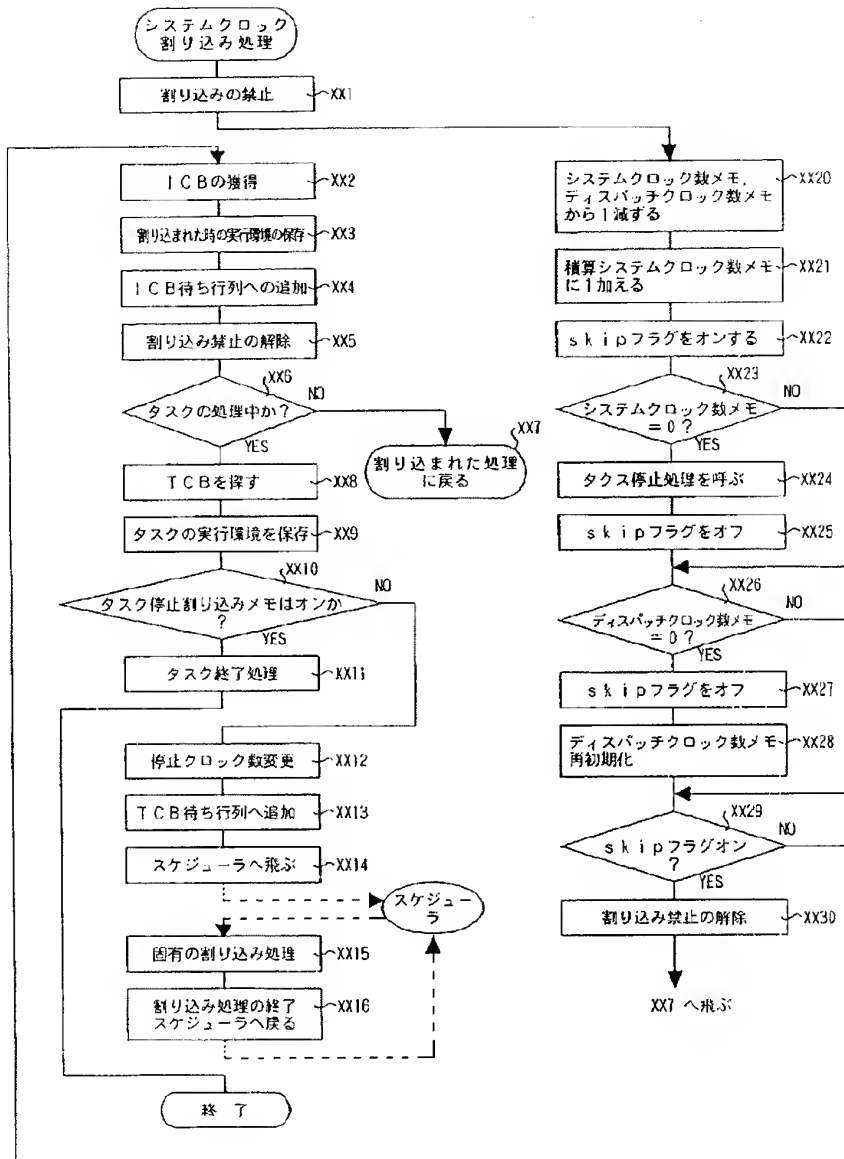 システムクロック
割り込み処理
割り込みの禁止
XX1
ICBの獲得
XX2
割り込まれた時の実行環境の保存
XX3
ICB待ち行列への追加
XX4
割り込み禁止の解除
XX5
XX6
タスクの処理中か?
NO
YES
XX7
割り込まれた処理
に戻る
TCBを探す
XX8
タスクの実行環境を保存
XX9
XX10
タスク停止割り込みメモはオンか
?
NO
YES
タスク終了処理
XX11
停止クロック数変更
XX12
TCB待ち行列へ追加
XX13
スケジューラへ飛ぶ
XX14
スケジュー
ラ
固有の割り込み処理
XX15
割り込み処理の終了
スケジューラへ戻る
XX16
終 了
システムクロック数メモ,
ディスパッチクロック数メモ
から1減ずる
XX20
積算システムクロック数メモ
に1加える
XX21
skipフラグをオンする
XX22
XX23
システムクロック数メモ
=0?
NO
YES
タクス停止処理を呼ぶ
XX24
skipフラグをオフ
XX25
XX26
ディスパッチクロック数メモ
=0?
NO
YES
skipフラグをオフ
XX27
ディスパッチクロック数メモ
再初期化
XX28
XX29
skipフラグオン
?
NO
YES
割り込み禁止の解除
XX30
XX7 へ飛ぶ